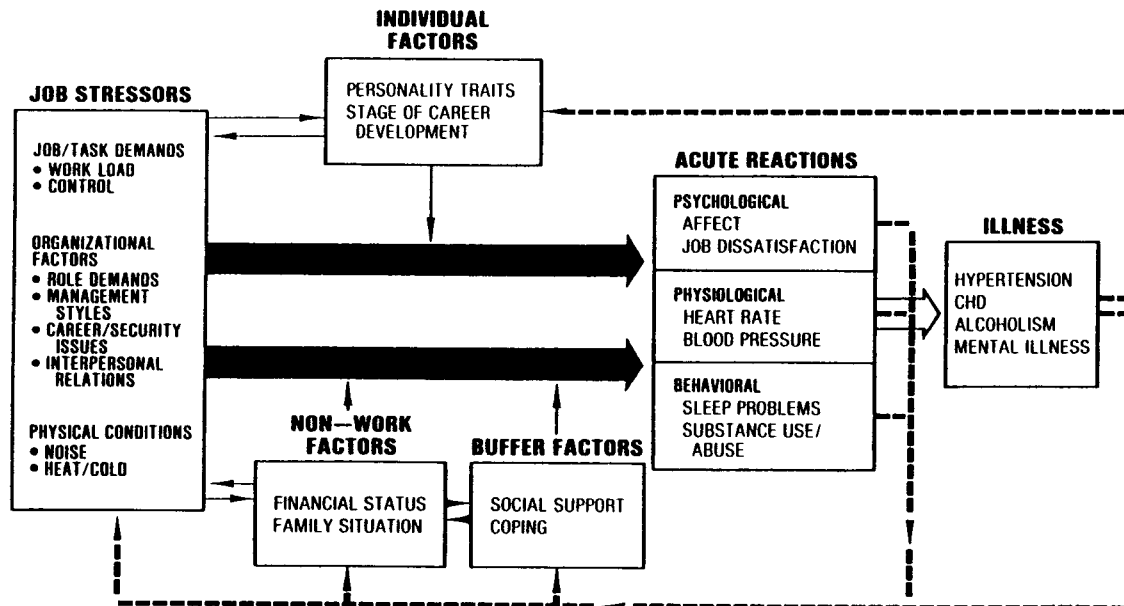 INDIVIDUAL
FACTORS
PERSONALITY TRAITS
STAGE OF CAREER
DEVELOPMENT
JOB STRESSORS
JOB/TASK DEMANDS
• WORK LOAD
• CONTROL
ORGANIZATIONAL
FACTORS
• ROLE DEMANDS
• MANAGEMENT
STYLES
• CAREER/SECURITY
ISSUES
• INTERPERSONAL
RELATIONS
PHYSICAL CONDITIONS
• NOISE
• HEAT/COLD
NON—WORK
FACTORS
FINANCIAL STATUS
FAMILY SITUATION
BUFFER FACTORS
SOCIAL SUPPORT
COPING
ACUTE REACTIONS
PSYCHOLOGICAL
AFFECT
JOB DISSATISFACTION
PHYSIOLOGICAL
HEART RATE
BLOOD PRESSURE
BEHAVIORAL
SLEEP PROBLEMS
SUBSTANCE USE/
ABUSE
ILLNESS
HYPERTENSION
CHD
ALCOHOLISM
MENTAL ILLNESS